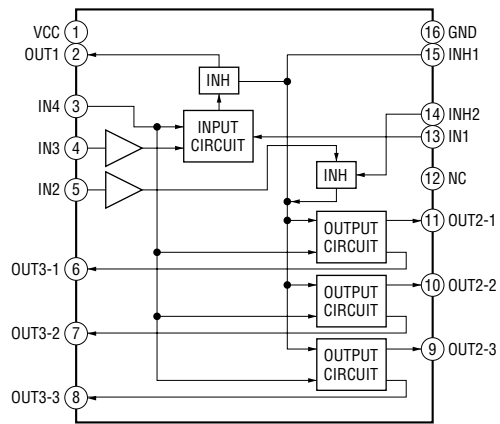 VCC 1
OUT1 2
IN4 3
IN3 4
IN2 5
OUT3-1 6
OUT3-2 7
OUT3-3 8
INH
INPUT
CIRCUIT
INH
OUTPUT
CIRCUIT
OUTPUT
CIRCUIT
OUTPUT
CIRCUIT
16 GND
15 INH1
14 INH2
13 IN1
12 NC
11 OUT2-1
10 OUT2-2
9 OUT2-3